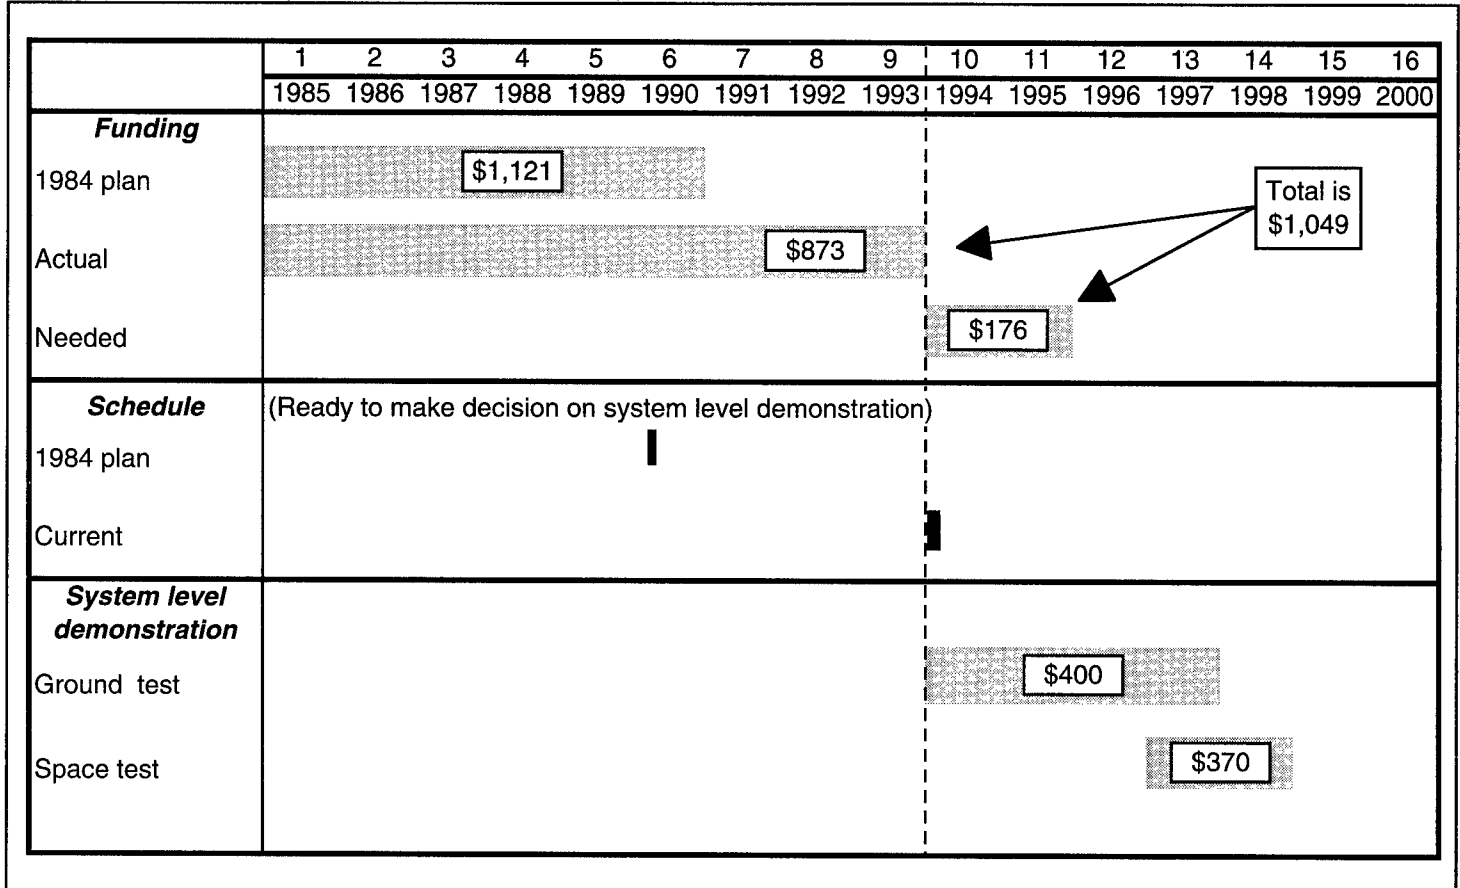 1 2 3 4 5 6 7 8 9 10 11 12 13 14 15 16
1985 1986 1987 1988 1989 1990 1991 1992 1993 1994 1995 1996 1997 1998 1999 2000
Funding
1984 plan $1,121
Total is
$1,049
Actual $873
Needed $176
Schedule (Ready to make decision on system level demonstration)
1984 plan
Current
System level
demonstration
Ground test $400
Space test $370